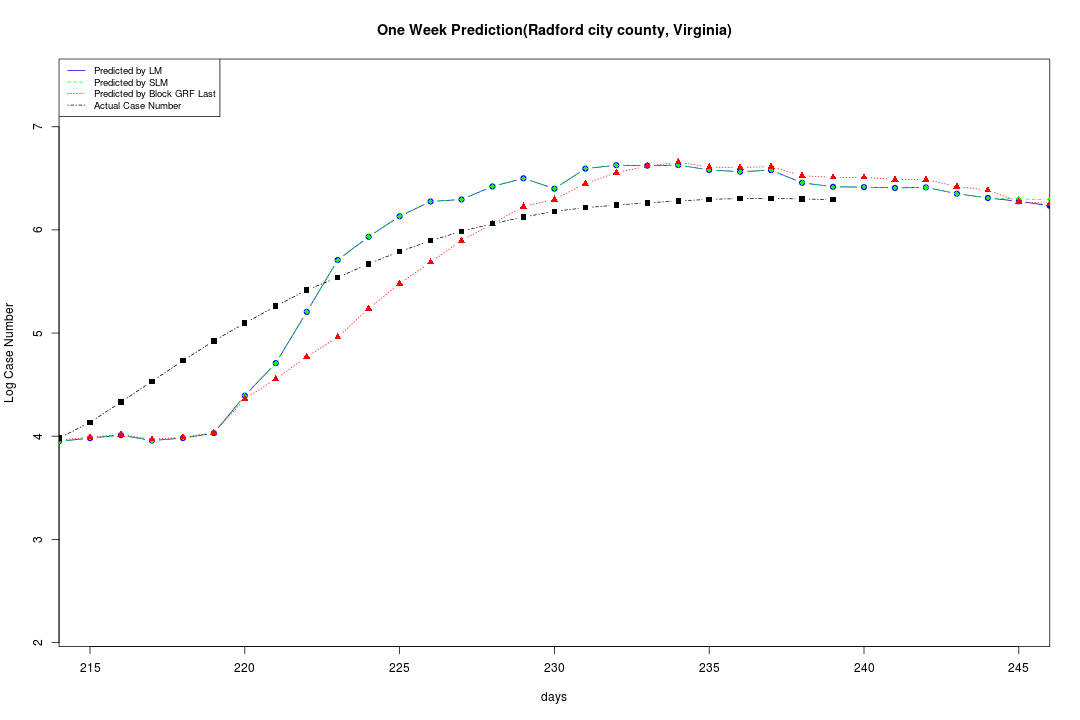 One Week Prediction(Radford city county, Virginia)
Predicted by LM
Predicted by SLM
Predicted by Block GRF Last
Actual Case Number
7
6
5
4
3
2
Log Case Number
215 220 225 230 235 240 245
days